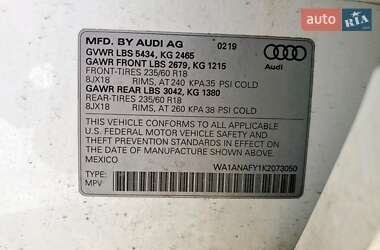 AUTO.RIA.com
MFD. BY AUDI AG 0219
GVWR LBS 5434, KG 2465
GAWR FRONT LBS 2679, KG 1215
FRONT-TIRES 235/60 R18
8JX18 RIMS, AT 240 KPA 35 PSI COLD
GAWR REAR LBS 3042, KG 1380
REAR-TIRES 235/60 R18
8JX18 RIMS, AT 260 KPA 38 PSI COLD
Audi
THIS VEHICLE CONFORMS TO ALL APPLICABLE
U.S. FEDERAL MOTOR VEHICLE SAFETY AND
THEFT PREVENTION STANDARDS IN EFFECT ON
THE DATE OF MANUFACTURE SHOWN ABOVE.
MEXICO
WA1ANAFY1K2073050
TYPE:
MPV